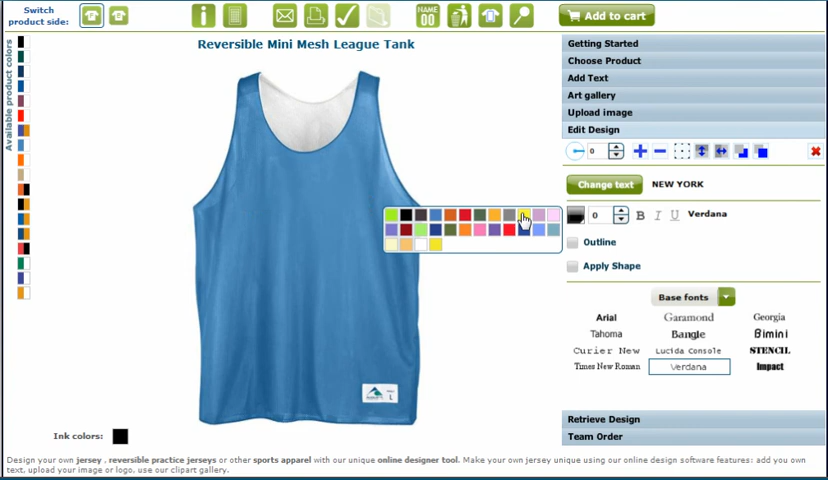 Switch
product side:
NAME
00
Add to cart
Reversible Mini Mesh League Tank
Available product colors
Getting Started
Choose Product
Add Text
Art gallery
Upload image
Edit Design
0
Change text NEW YORK
0 B I U Verdana
Outline
Apply Shape
Base fonts
Arial Garamond Georgia
Tahoma Bangle Bimini
Curier New Lucida Console STENCIL
Times New Roman Verdana Impact
L
Retrieve Design
Team Order
Ink colors:
Design your own jersey , reversible practice jerseys or other sports apparel with our unique online designer tool. Make your own jersey unique using our online design software features: add you own
text, upload your image or logo, use our clipart gallery.